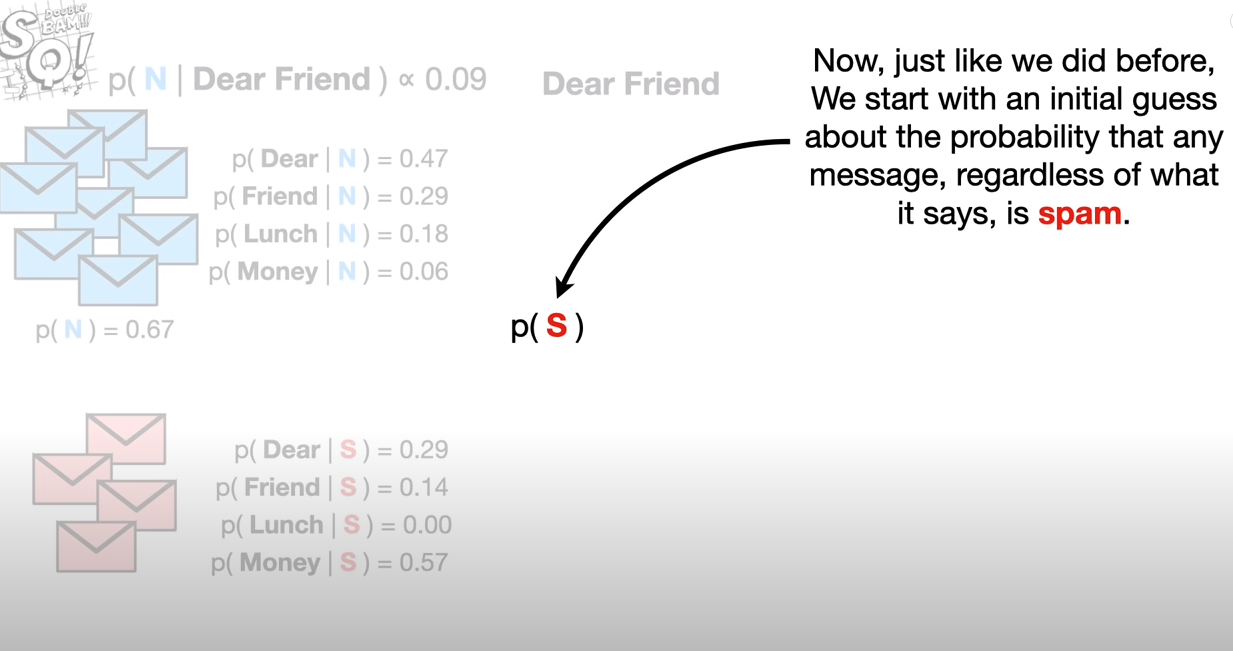 DOUBLE
BAM!!!
SQ!
p( N | Dear Friend ) ∝ 0.09
Dear Friend
Now, just like we did before,
We start with an initial guess
about the probability that any
message, regardless of what
it says, is spam.
p( Dear | N ) = 0.47
p( Friend | N ) = 0.29
p( Lunch | N ) = 0.18
p( Money | N ) = 0.06
p( N ) = 0.67
p( S )
p( Dear | S ) = 0.29
p( Friend | S ) = 0.14
p( Lunch | S ) = 0.00
p( Money | S ) = 0.57